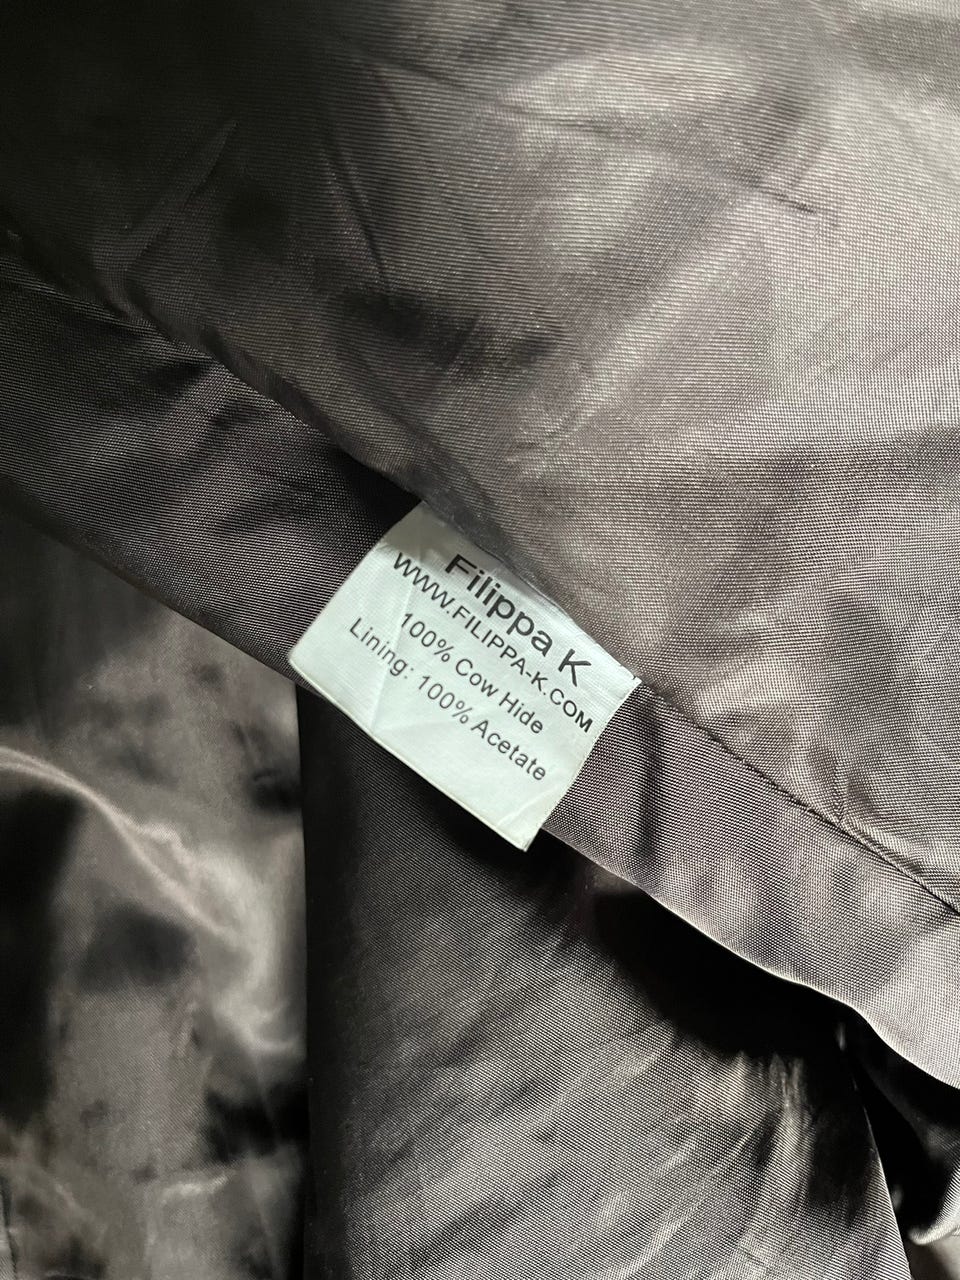 Filippa K
WWW.FILIPPA-K.COM
100% Cow Hide
Lining: 100% Acetate